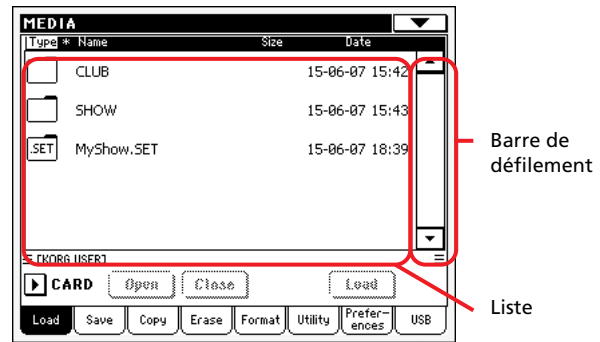 MEDIA
Type * Name Size Date
CLUB 15-06-07 15:42
SHOW 15-06-07 15:43
.SET MyShow.SET 15-06-07 18:39
Barre de
défilement
= [KORG USER] =
CARD Open Close Load
Liste
Load Save Copy Erase Format Utility Prefer-
ences USB